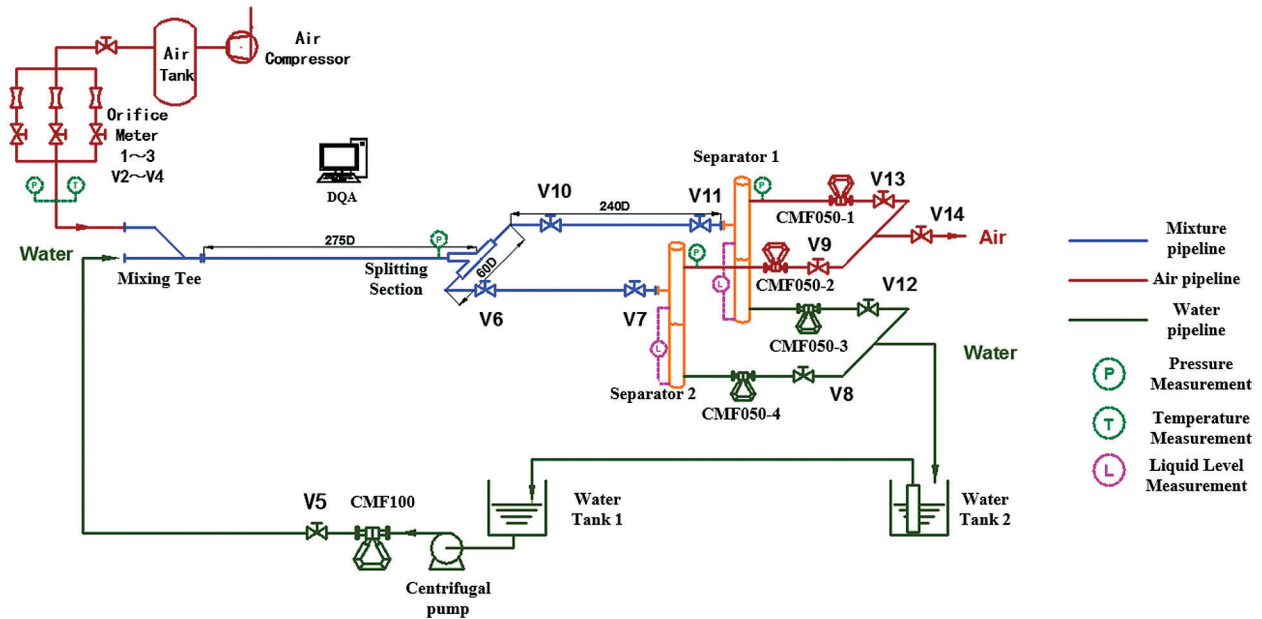 Air
Compressor
Air
Tank
Orifice
Meter
1～3
V2～V4
P
T
DQA
Separator 1
V10
V11
240D
P
V13
CMF050-1
V14
Air
275D
P
Splitting
Section
60D
Water
Mixing Tee
P
V9
CMF050-2
L
V6
V7
V12
CMF050-3
L
Water
Separator 2
CMF050-4
V8
Mixture
pipeline
Air pipeline
Water
pipeline
P
Pressure
Measurement
T
Temperature
Measurement
L
Liquid Level
Measurement
V5
CMF100
Water
Tank 1
Water
Tank 2
Centrifugal
pump